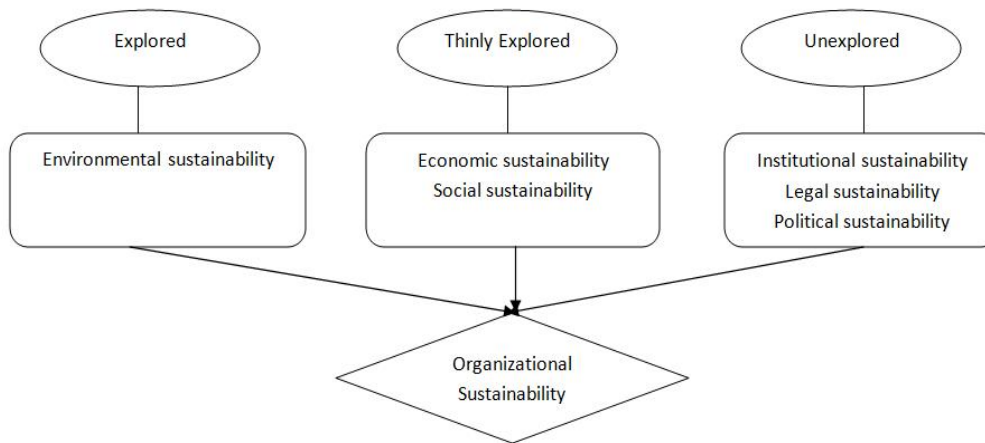 Explored
Thinly Explored
Unexplored
Environmental sustainability
Economic sustainability
Social sustainability
Institutional sustainability
Legal sustainability
Political sustainability
Organizational
Sustainability